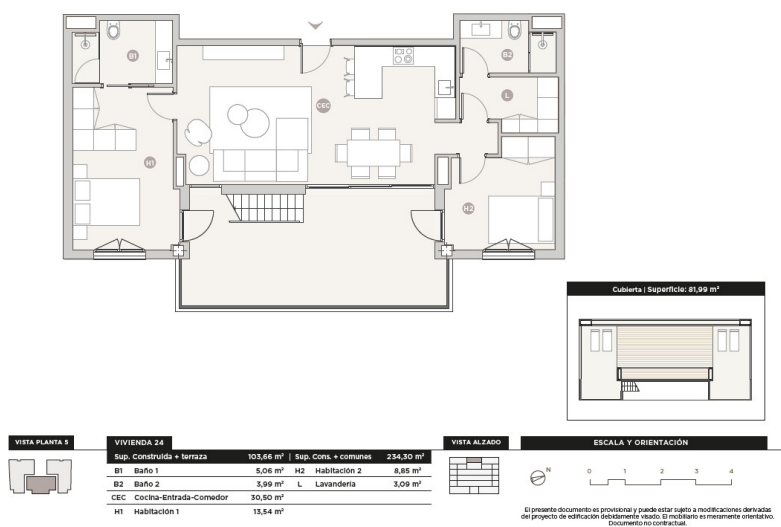 B1
B2
CEC
L
H1
H2
Cubierta | Superficie: 81,99 m²
VISTA PLANTA 5
VIVIENDA 24
Sup. Construida + terraza 103,66 m² | Sup. Cons. + comunes 234,30 m²
B1 Baño 1 5,06 m² H2 Habitación 2 8,85 m²
B2 Baño 2 3,99 m² L Lavandería 3,09 m²
CEC Cocina-Entrada-Comedor 30,50 m²
H1 Habitación 1 13,54 m²
VISTA ALZADO
ESCALA Y ORIENTACIÓN
N
0 1 2 3 4
El presente documento es provisional y puede estar sujeto a modificaciones derivadas
del proyecto de edificación debidamente visado. El mobiliario es meramente orientativo.
Documento no contractual.